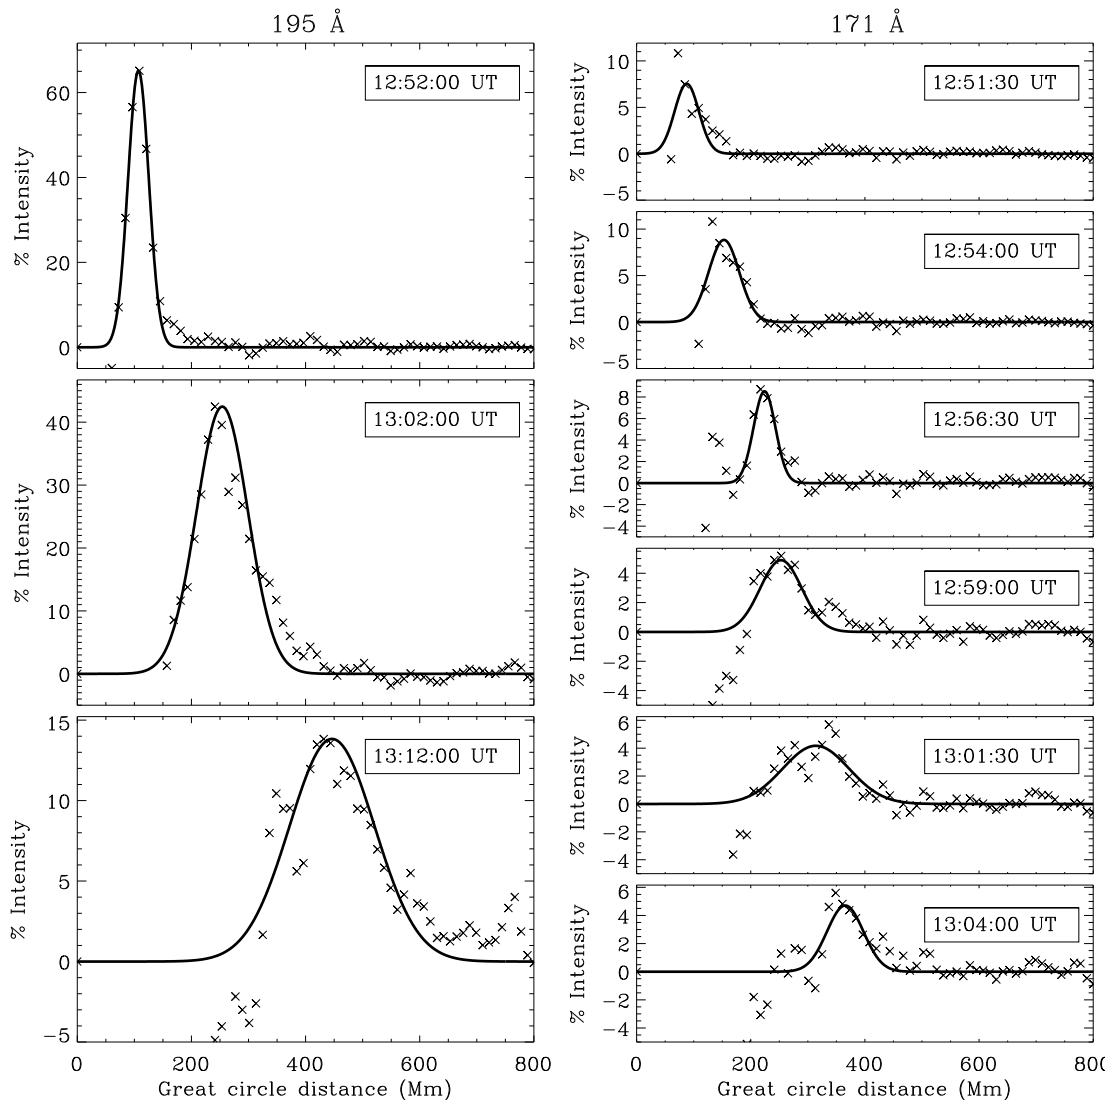 195 Å
171 Å
12:52:00 UT
% Intensity
60
40
20
0
13:02:00 UT
% Intensity
40
30
20
10
0
13:12:00 UT
% Intensity
15
10
5
0
−5
0 200 400 600 800
Great circle distance (Mm)
12:51:30 UT
% Intensity
10
5
0
−5
12:54:00 UT
% Intensity
10
5
0
−5
12:56:30 UT
% Intensity
8
6
4
2
0
−2
−4
12:59:00 UT
% Intensity
4
2
0
−2
−4
13:01:30 UT
% Intensity
6
4
2
0
−2
−4
13:04:00 UT
% Intensity
6
4
2
0
−2
−4
0 200 400 600 800
Great circle distance (Mm)